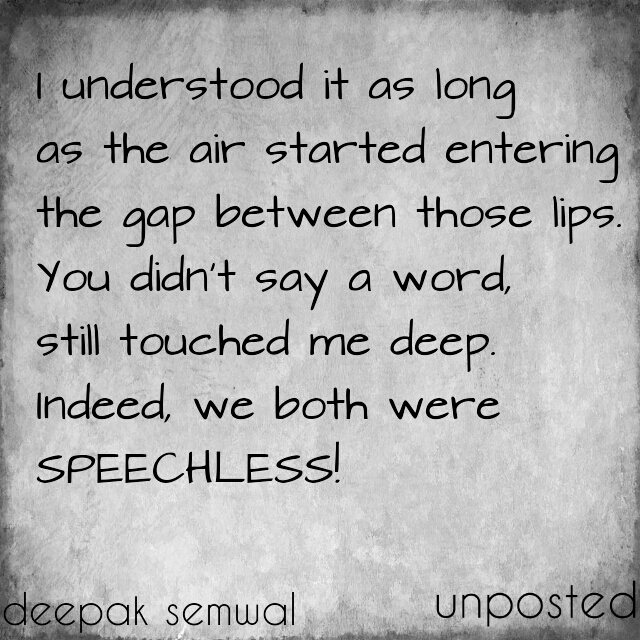 I understood it as long
as the air started entering
the gap between those lips.
You didn't say a word,
still touched me deep.
Indeed, we both were
SPEECHLESS!
deepak semwal
unposted